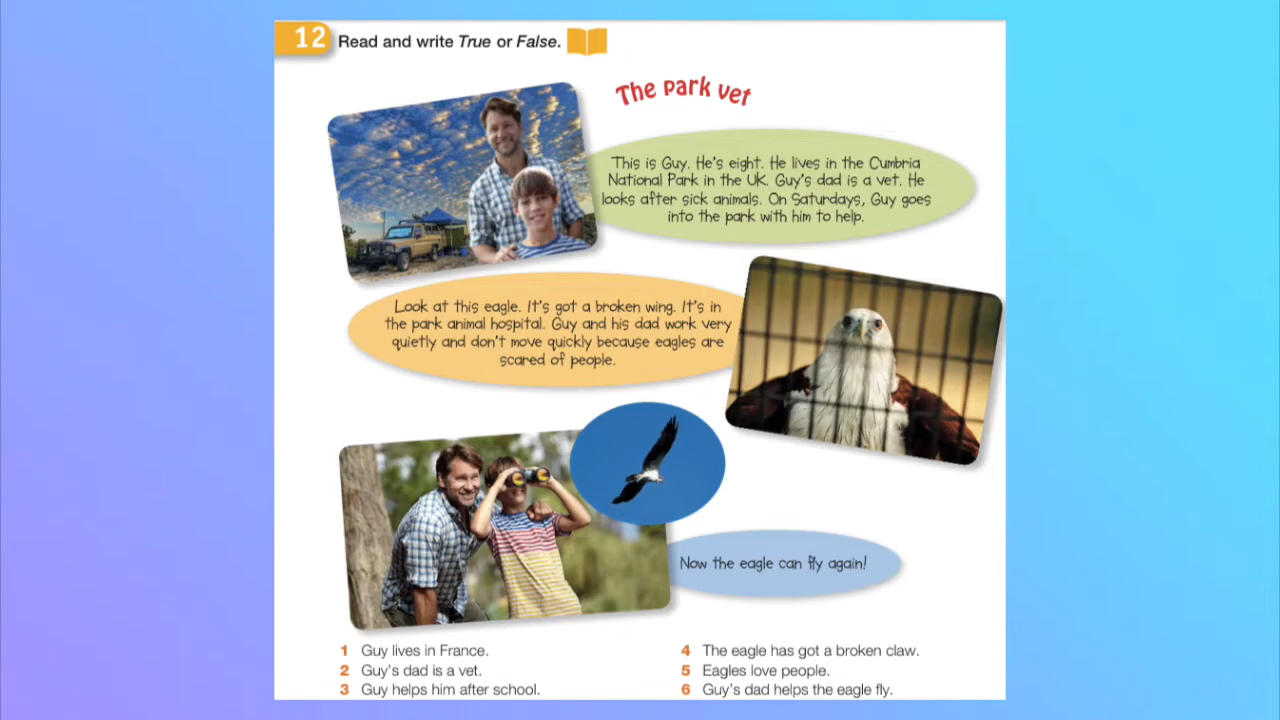 12 Read and write True or False.
The park vet
This is Guy. He's eight. He lives in the Cumbria
National Park in the UK. Guy's dad is a vet. He
looks after sick animals. On Saturdays, Guy goes
into the park with him to help.
Look at this eagle. It's got a broken wing. It's in
the park animal hospital. Guy and his dad work very
quietly and don't move quickly because eagles are
scared of people.
Now the eagle can fly again!
1 Guy lives in France.
2 Guy's dad is a vet.
3 Guy helps him after school.
4 The eagle has got a broken claw.
5 Eagles love people.
6 Guy's dad helps the eagle fly.